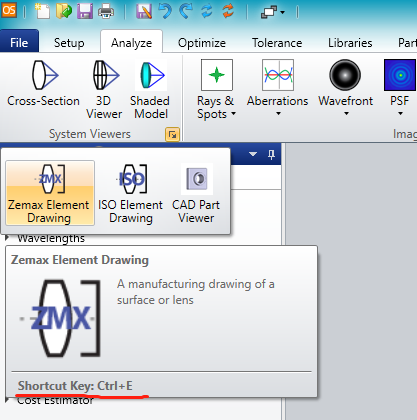 OS
File Setup Analyze Optimize Tolerance Libraries Part
Cross-Section 3D Viewer Shaded Model Rays & Spots Aberrations Wavefront PSF
System Viewers Imag
ZMX ISO
Zemax Element Drawing ISO Element Drawing CAD Part Viewer
Wavelengths
Zemax Element Drawing
ZMX
A manufacturing drawing of a
surface or lens
Shortcut Key: Ctrl+E
Cost Estimator